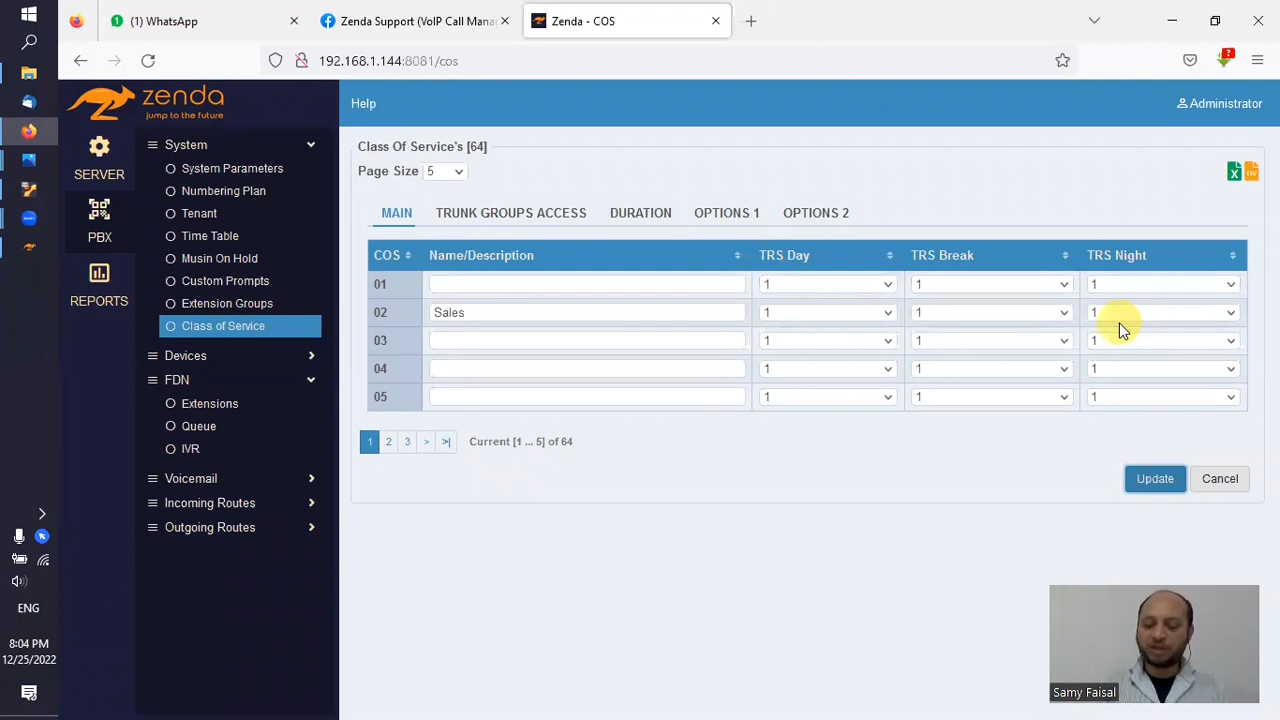 (1) WhatsApp
Zenda Support (VoIP Call Mana
Zenda - COS
192.168.1.144:8081/cos
zenda
jump to the future
Help
Administrator
SERVER
PBX
REPORTS
System
System Parameters
Numbering Plan
Tenant
Time Table
Musin On Hold
Custom Prompts
Extension Groups
Class of Service
Devices
FDN
Extensions
Queue
IVR
Voicemail
Incoming Routes
Outgoing Routes
Class Of Service's [64]
Page Size 5
MAIN TRUNK GROUPS ACCESS DURATION OPTIONS 1 OPTIONS 2
COS Name/Description TRS Day TRS Break TRS Night
01 1 1 1
02 Sales 1 1 1
03 1 1 1
04 1 1 1
05 1 1 1
1 2 3 > >| Current [1 ... 5] of 64
Update Cancel
ENG
8:04 PM
12/25/2022
Samy Faisal